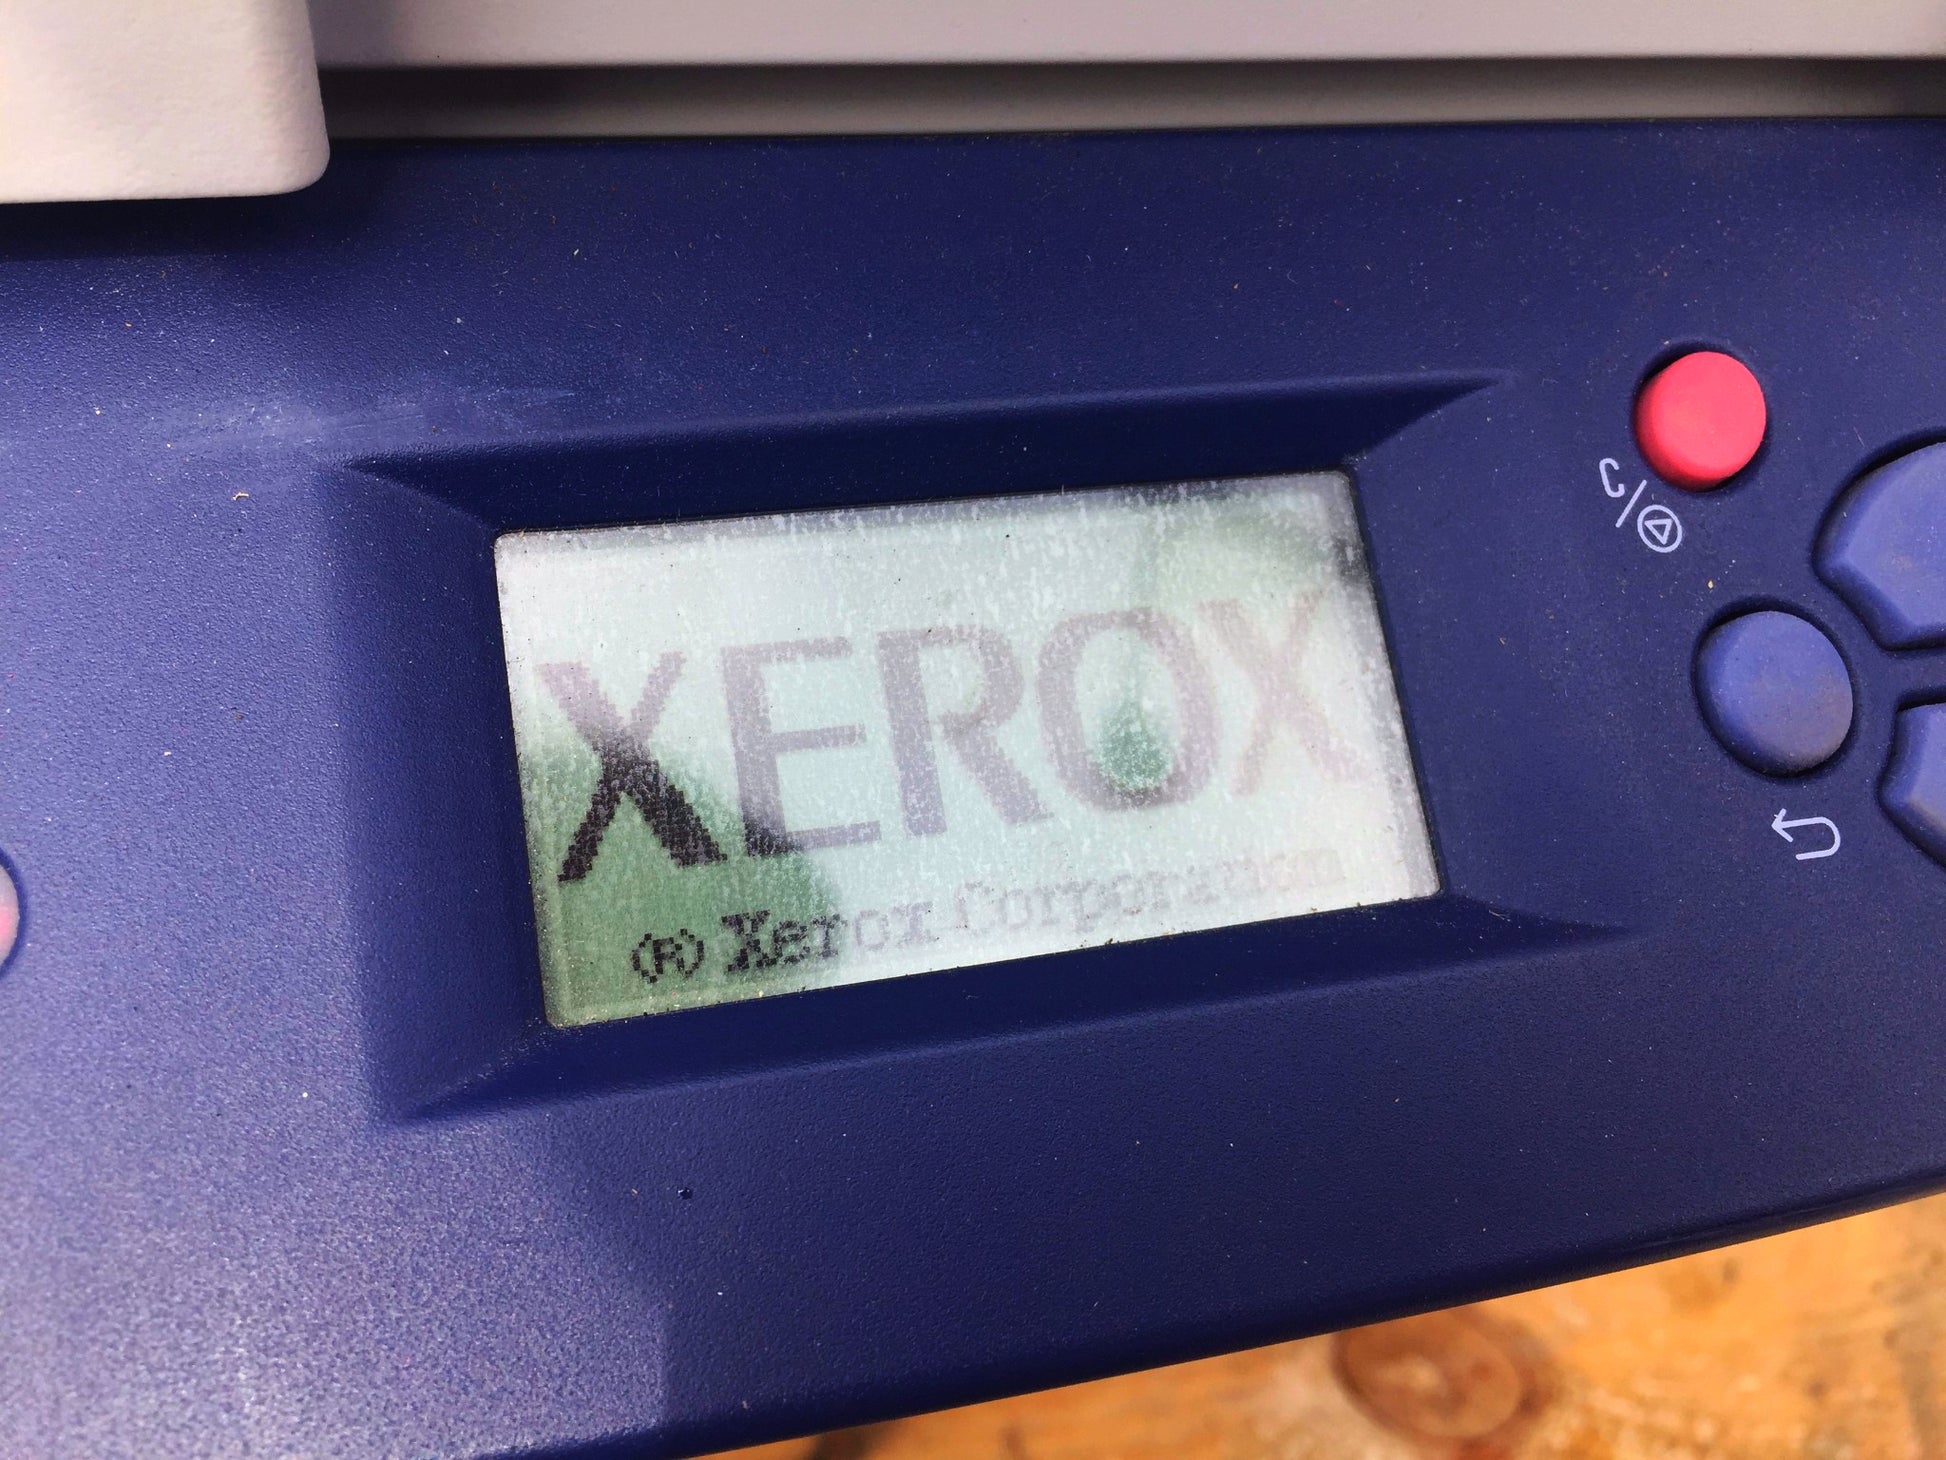 XEROX
(R) Xerox Corporation
C/